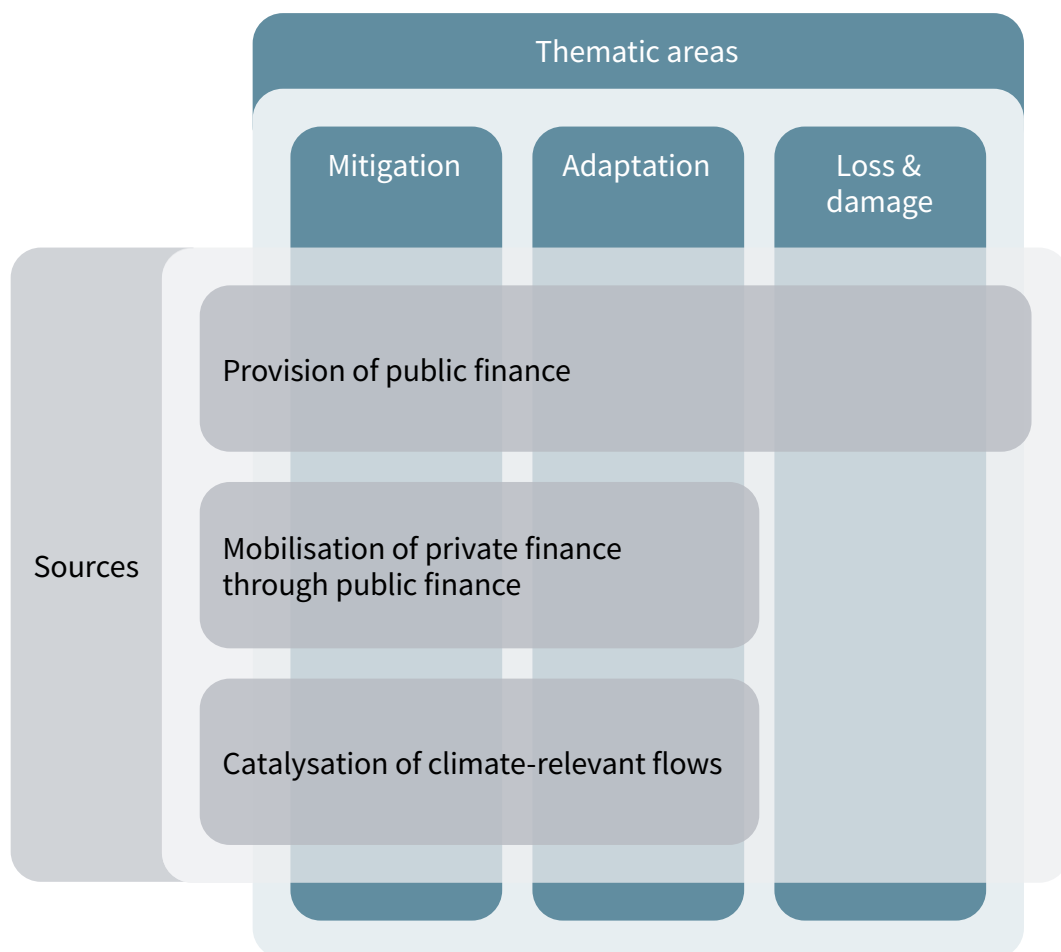 Thematic areas
Mitigation
Adaptation
Loss &
damage
Sources
Provision of public finance
Mobilisation of private finance
through public finance
Catalysation of climate-relevant flows